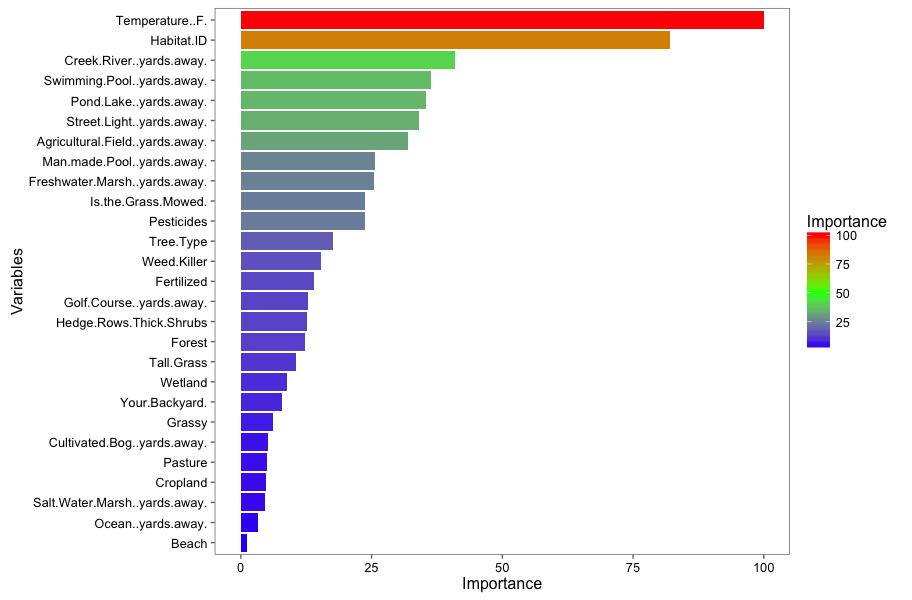 Temperature..F.
Habitat.ID
Creek.River..yards.away.
Swimming.Pool..yards.away.
Pond.Lake..yards.away.
Street.Light..yards.away.
Agricultural.Field..yards.away.
Man.made.Pool..yards.away.
Freshwater.Marsh..yards.away.
Is.the.Grass.Mowed.
Pesticides
Tree.Type
Weed.Killer
Fertilized
Golf.Course..yards.away.
Hedge.Rows.Thick.Shrubs
Forest
Tall.Grass
Wetland
Your.Backyard.
Grassy
Cultivated.Bog..yards.away.
Pasture
Cropland
Salt.Water.Marsh..yards.away.
Ocean..yards.away.
Beach
Variables
0 25 50 75 100
Importance
Importance
100
75
50
25